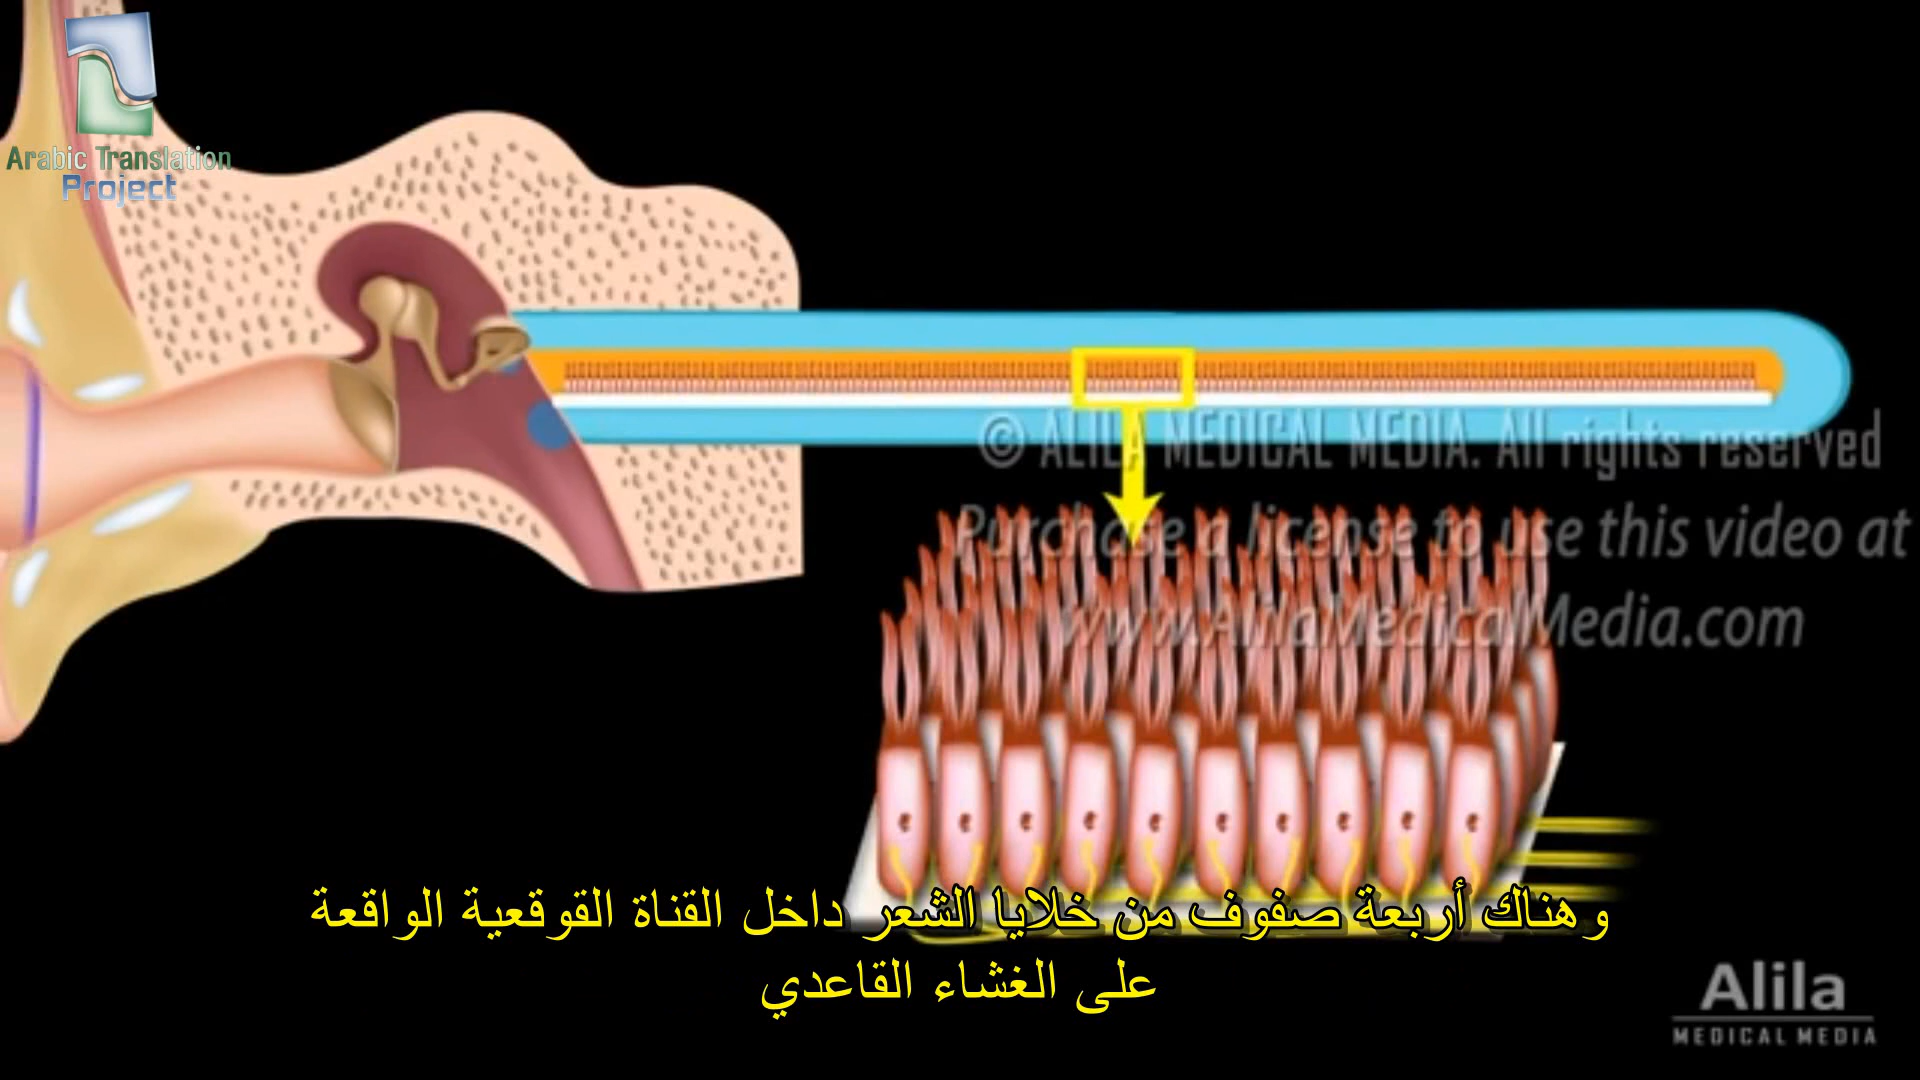 Arabic Translation
Project
© ALILA MEDICAL MEDIA. All rights reserved
Purchase a license to use this video at
www.AlilaMedicalMedia.com
وهناك أربعة صفوف من خلايا الشعر داخل القناة القوقعية الواقعة
على الغشاء القاعدي
Alila
MEDICAL MEDIA